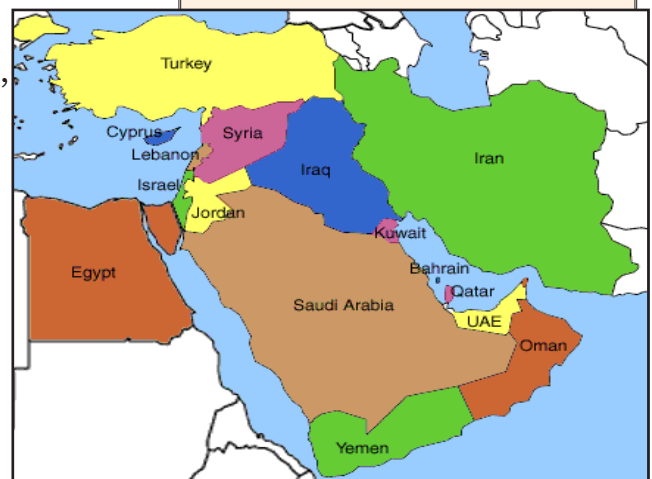 ,
Turkey
Cyprus
Syria
Lebanon
Iraq
Iran
Israel
Jordan
Kuwait
Egypt
Bahrain
Qatar
Saudi Arabia
UAE
Oman
Yemen